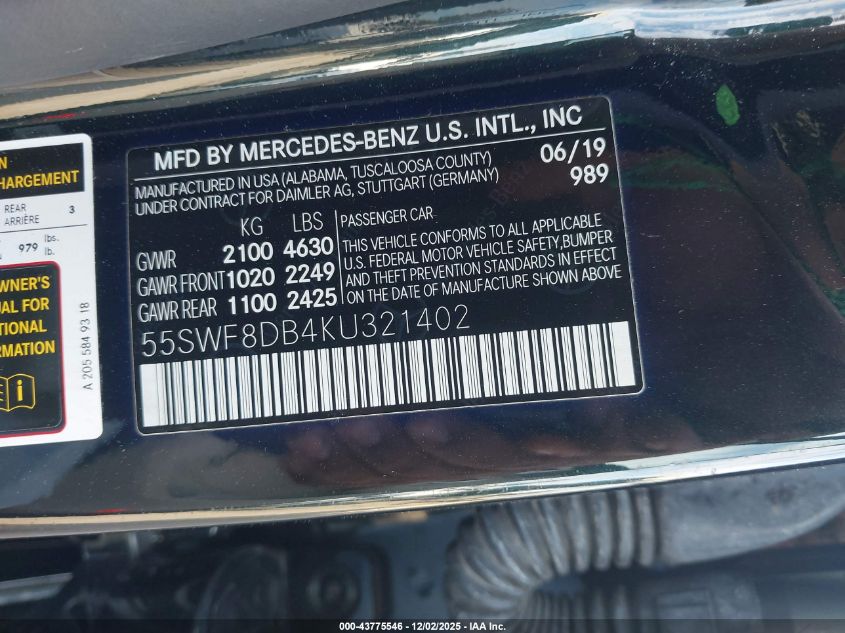 MFD BY MERCEDES-BENZ U.S. INTL., INC
MANUFACTURED IN USA (ALABAMA, TUSCALOOSA COUNTY) 06/19
UNDER CONTRACT FOR DAIMLER AG, STUTTGART (GERMANY) 989
KG LBS
GVWR 2100 4630
GAWR FRONT 1020 2249
GAWR REAR 1100 2425
PASSENGER CAR
THIS VEHICLE CONFORMS TO ALL APPLICABLE
U.S. FEDERAL MOTOR VEHICLE SAFETY, BUMPER
AND THEFT PREVENTION STANDARDS IN EFFECT
ON THE DATE OF MANUFACTURE SHOWN ABOVE
55SWF8DB4KU321402
HARGEMENT
REAR 3
ARRIÈRE
979 lbs.
lb.
OWNER'S
FOR
A 205 584 93 18
000-43775546 - 12/02/2025 - IAA Inc.